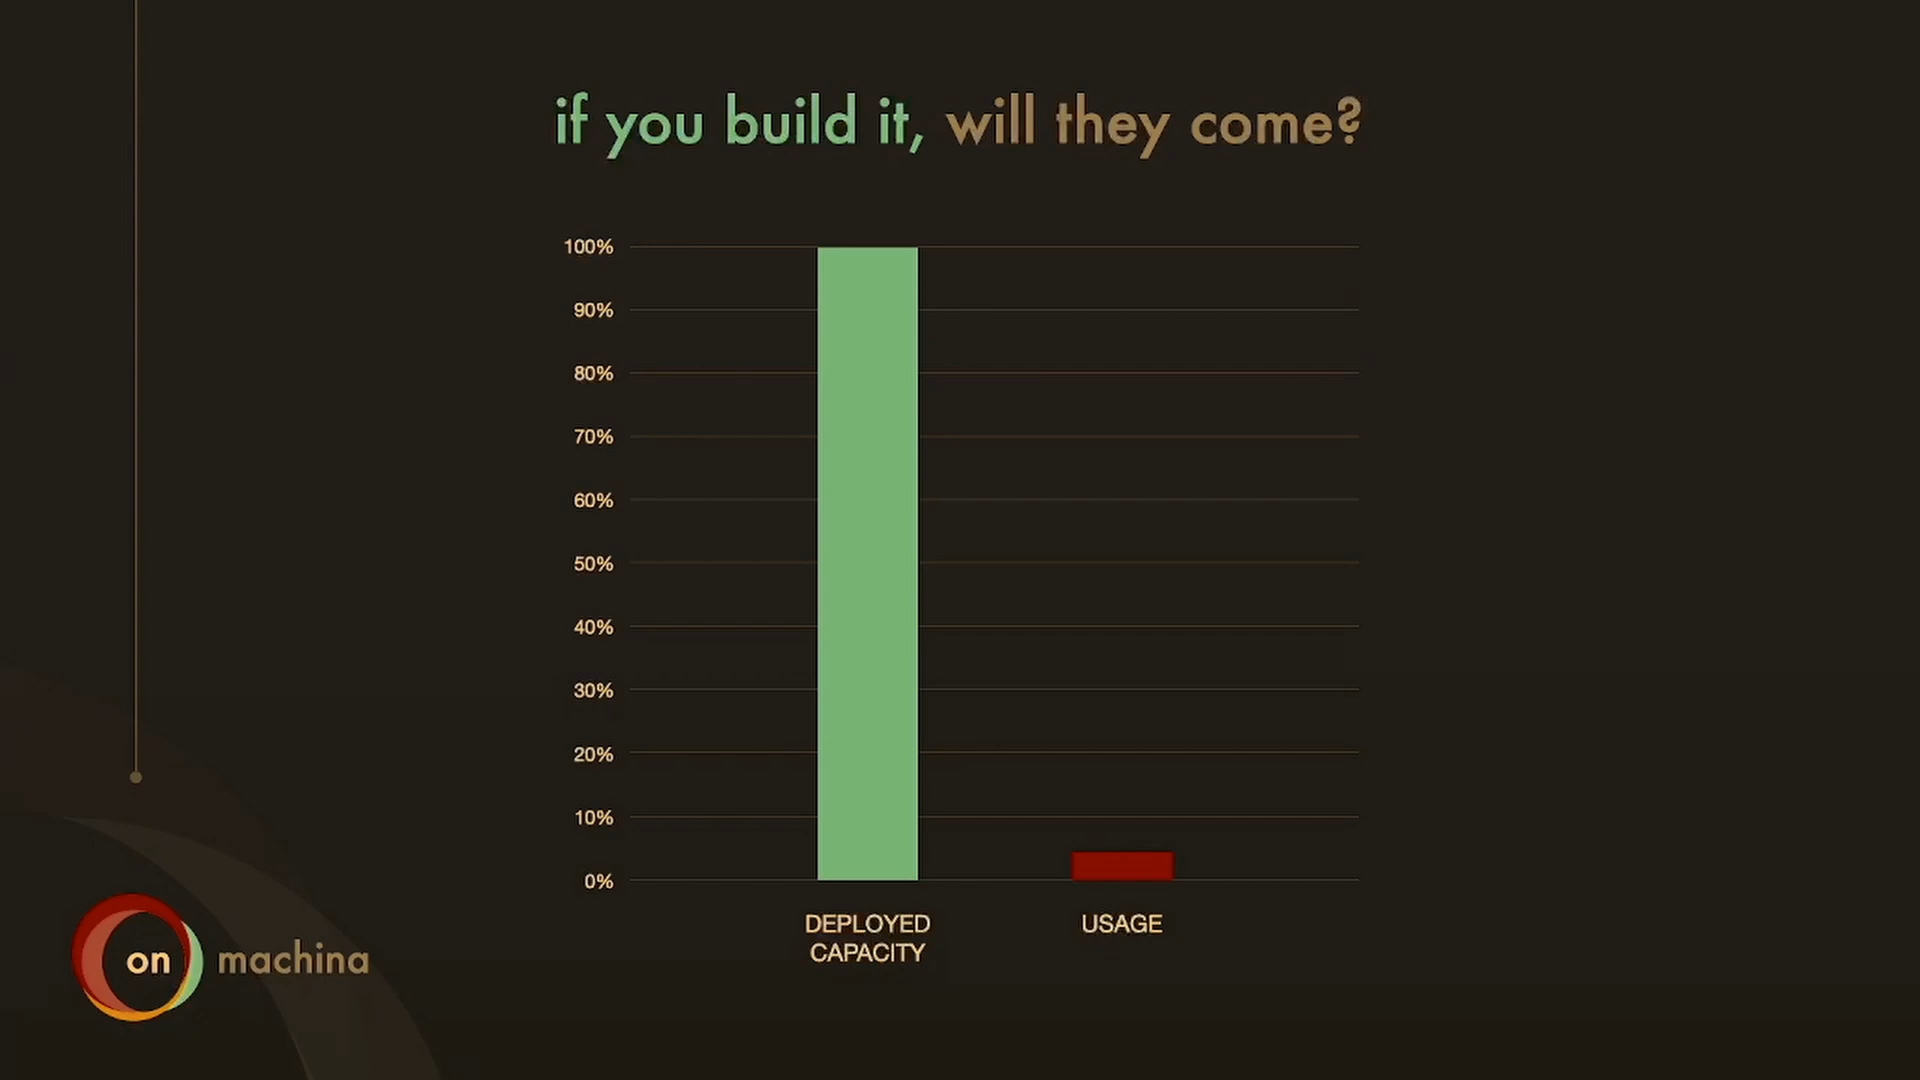 if you build it, will they come?
100%
90%
80%
70%
60%
50%
40%
30%
20%
10%
0%
DEPLOYED
CAPACITY
USAGE
on machina